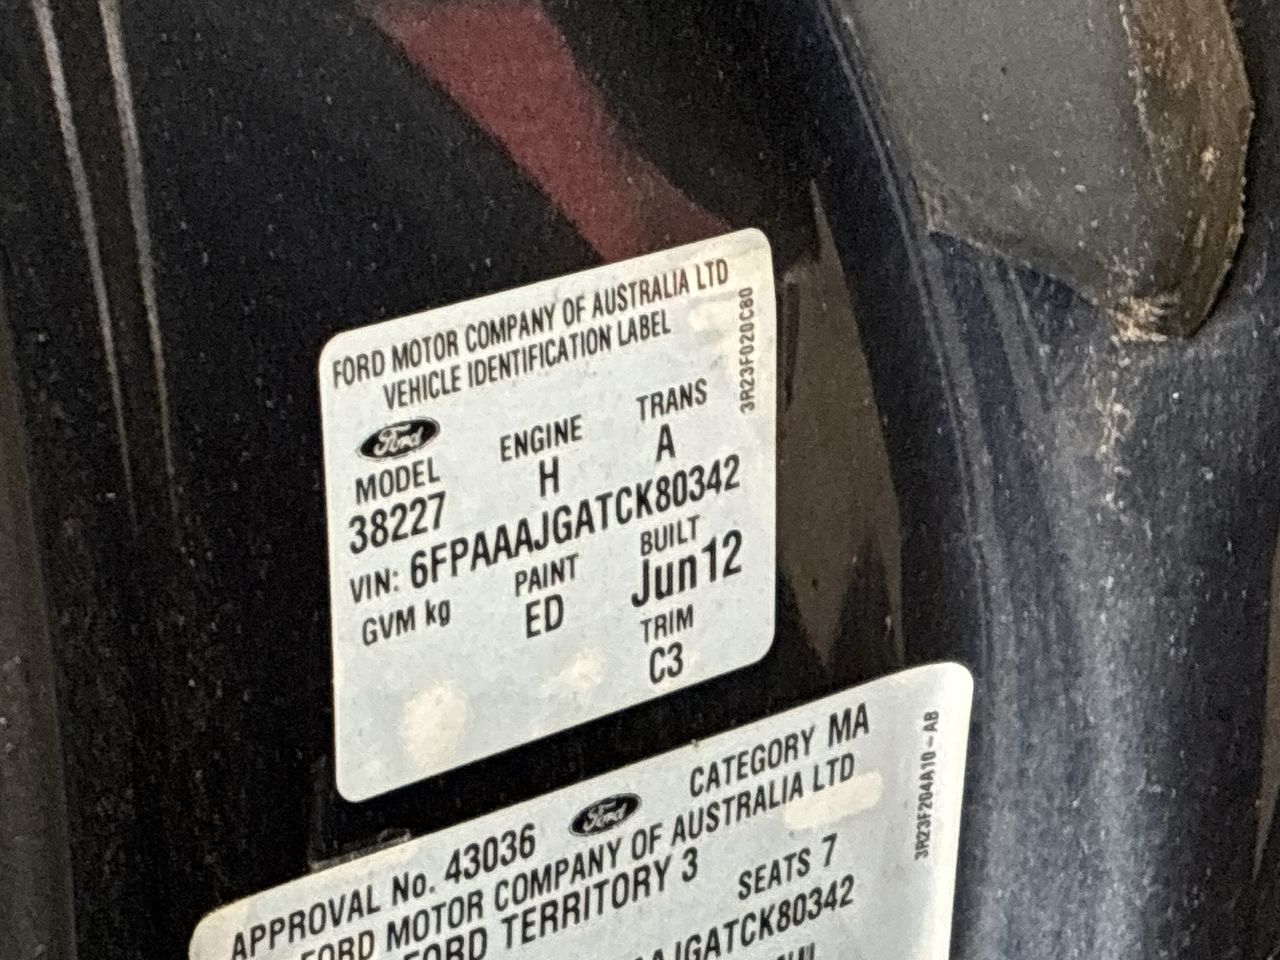 FORD MOTOR COMPANY OF AUSTRALIA LTD
VEHICLE IDENTIFICATION LABEL
3R23F020C80
Ford
ENGINE TRANS
MODEL H A
38227
VIN: 6FPAAAJGATCK80342
GVM kg PAINT BUILT
ED Jun12
TRIM
C3
APPROVAL No. 43036 Ford CATEGORY MA
FORD MOTOR COMPANY OF AUSTRALIA LTD
FORD TERRITORY 3 SEATS 7
AAJGATCK80342
3R23F204A10-AB